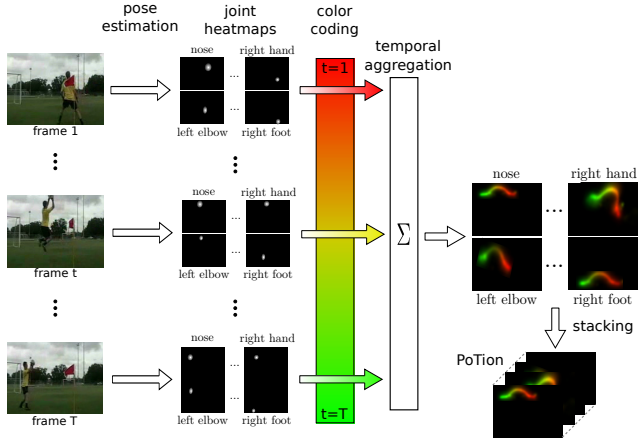 pose
estimation
joint
heatmaps
color
coding
temporal
aggregation
nose
right hand
...
...
left elbow
right foot
frame 1
t=1
nose
right hand
...
...
left elbow
right foot
frame t
Σ
nose
right hand
...
...
left elbow
right foot
nose
right hand
...
...
left elbow
right foot
frame T
t=T
stacking
PoTion